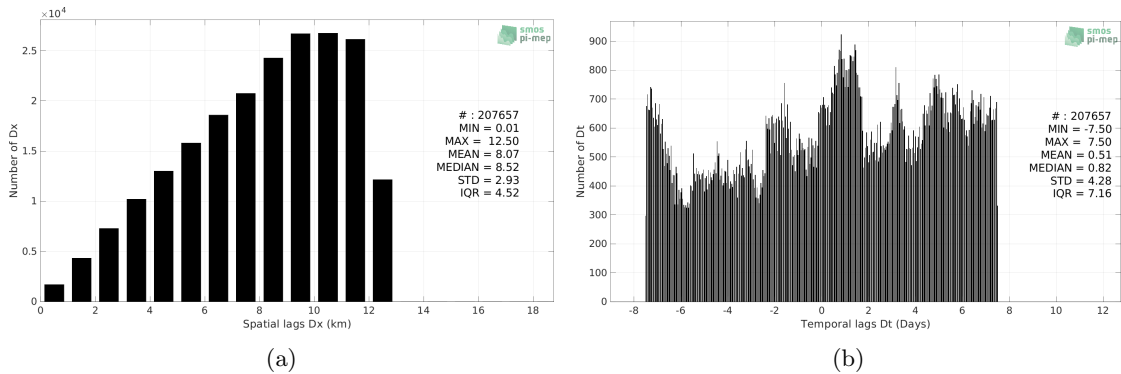 ×10⁴
2.5
2
1.5
1
0.5
0
Number of Dx
smos
pi-mep
# : 207657
MIN = 0.01
MAX = 12.50
MEAN = 8.07
MEDIAN = 8.52
STD = 2.93
IQR = 4.52
0 2 4 6 8 10 12 14 16 18
Spatial lags Dx (km)
(a)
900
800
700
600
500
400
300
200
100
0
Number of Dt
smos
pi-mep
# : 207657
MIN = -7.50
MAX = 7.50
MEAN = 0.51
MEDIAN = 0.82
STD = 4.28
IQR = 7.16
-8 -6 -4 -2 0 2 4 6 8 10 12
Temporal lags Dt (Days)
(b)